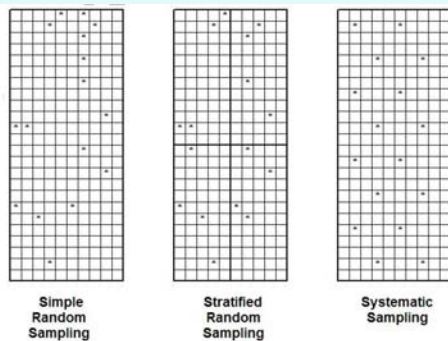 Simple
Random
Sampling
Stratified
Random
Sampling
Systematic
Sampling